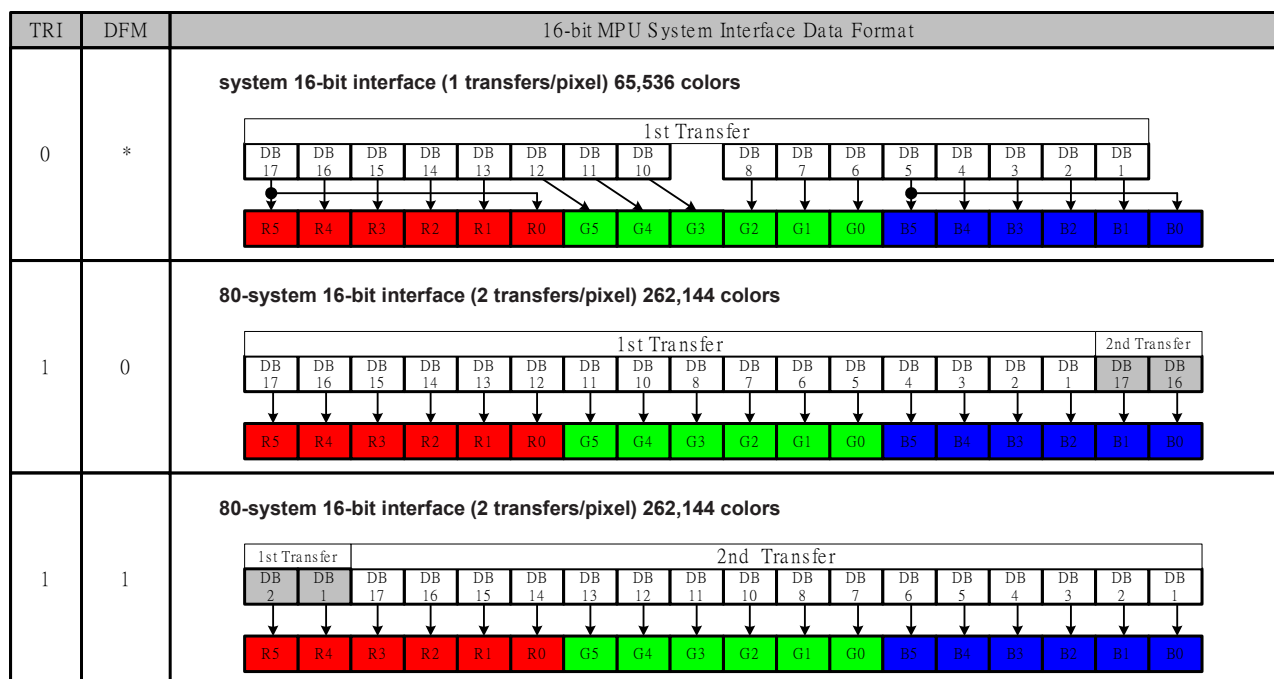 TRI DFM 16-bit MPU System Interface Data Format
system 16-bit interface (1 transfers/pixel) 65,536 colors
0 *
1st Transfer
DB 17 DB 16 DB 15 DB 14 DB 13 DB 12 DB 11 DB 10 DB 8 DB 7 DB 6 DB 5 DB 4 DB 3 DB 2 DB 1
R5 R4 R3 R2 R1 R0 G5 G4 G3 G2 G1 G0 B5 B4 B3 B2 B1 B0
80-system 16-bit interface (2 transfers/pixel) 262,144 colors
1 0
1st Transfer 2nd Transfer
DB 17 DB 16 DB 15 DB 14 DB 13 DB 12 DB 11 DB 10 DB 8 DB 7 DB 6 DB 5 DB 4 DB 3 DB 2 DB 1 DB 17 DB 16
R5 R4 R3 R2 R1 R0 G5 G4 G3 G2 G1 G0 B5 B4 B3 B2 B1 B0
80-system 16-bit interface (2 transfers/pixel) 262,144 colors
1 1
1st Transfer 2nd Transfer
DB 2 DB 1 DB 17 DB 16 DB 15 DB 14 DB 13 DB 12 DB 11 DB 10 DB 8 DB 7 DB 6 DB 5 DB 4 DB 3 DB 2 DB 1
R5 R4 R3 R2 R1 R0 G5 G4 G3 G2 G1 G0 B5 B4 B3 B2 B1 B0